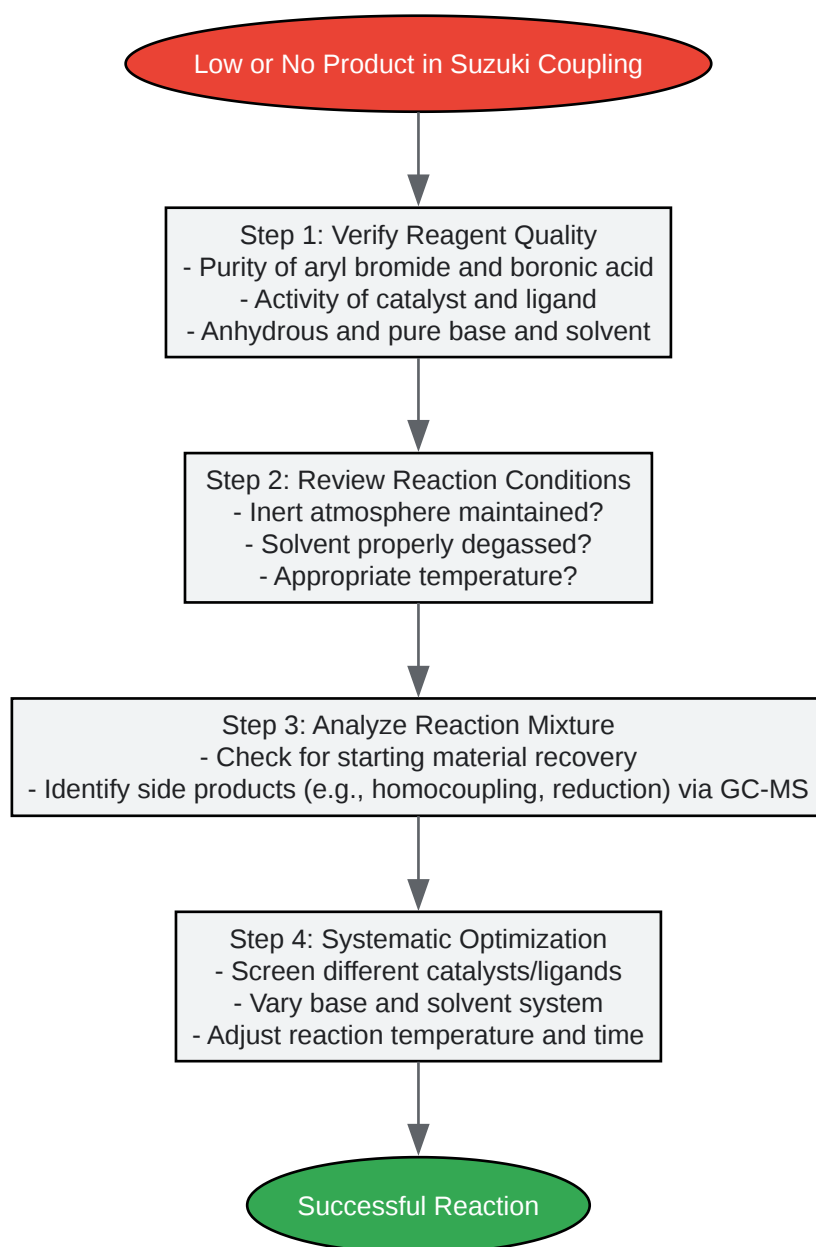 Low or No Product in Suzuki Coupling
Step 1: Verify Reagent Quality
- Purity of aryl bromide and boronic acid
- Activity of catalyst and ligand
- Anhydrous and pure base and solvent
Step 2: Review Reaction Conditions
- Inert atmosphere maintained?
- Solvent properly degassed?
- Appropriate temperature?
Step 3: Analyze Reaction Mixture
- Check for starting material recovery
- Identify side products (e.g., homocoupling, reduction) via GC-MS
Step 4: Systematic Optimization
- Screen different catalysts/ligands
- Vary base and solvent system
- Adjust reaction temperature and time
Successful Reaction